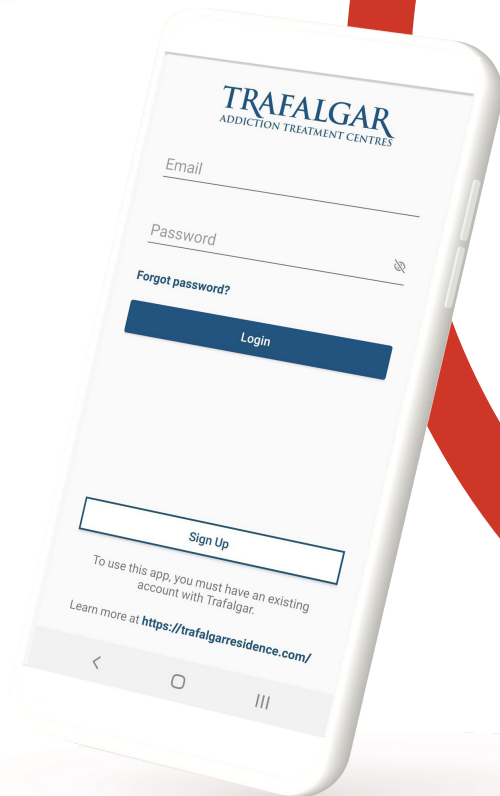 TRAFALGAR
ADDICTION TREATMENT CENTRES
Email
Password
Forgot password?
Login
Sign Up
To use this app, you must have an existing
account with Trafalgar.
Learn more at https://trafalgarresidence.com/